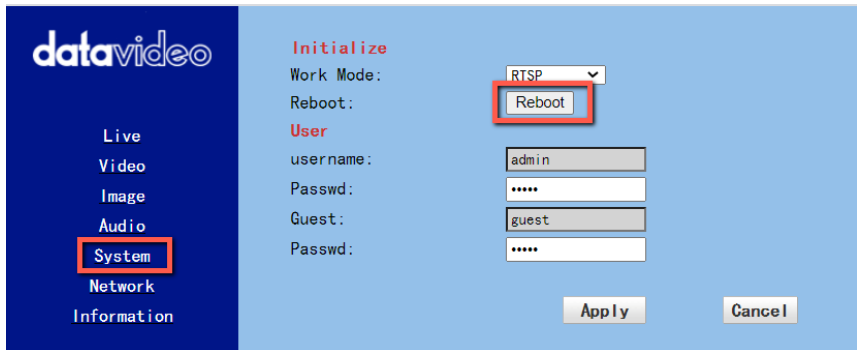 datavideo
Live
Video
Image
Audio
System
Network
Information
Initialize
Work Mode: RTSP
Reboot: Reboot
User
username: admin
Passwd: •••••
Guest: guest
Passwd: •••••
Apply Cancel